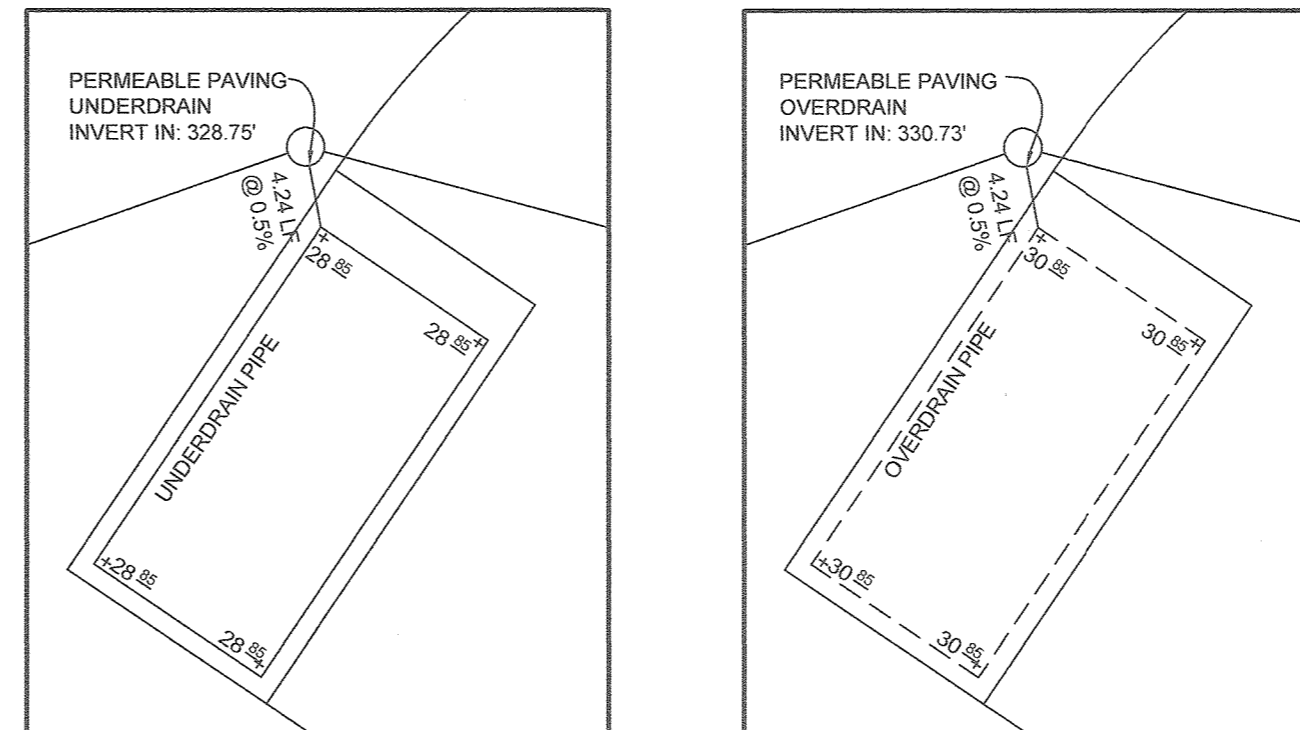 PERMEABLE PAVING
UNDERDRAIN
INVERT IN: 328.75'
4.24 LF
@ 0.5%
28 85
28 85
UNDERDRAIN PIPE
+28 85
28 85
PERMEABLE PAVING
OVERDRAIN
INVERT IN: 330.73'
4.24 LF
@ 0.5%
30 85
30 85
OVERDRAIN PIPE
+30 85
30 85